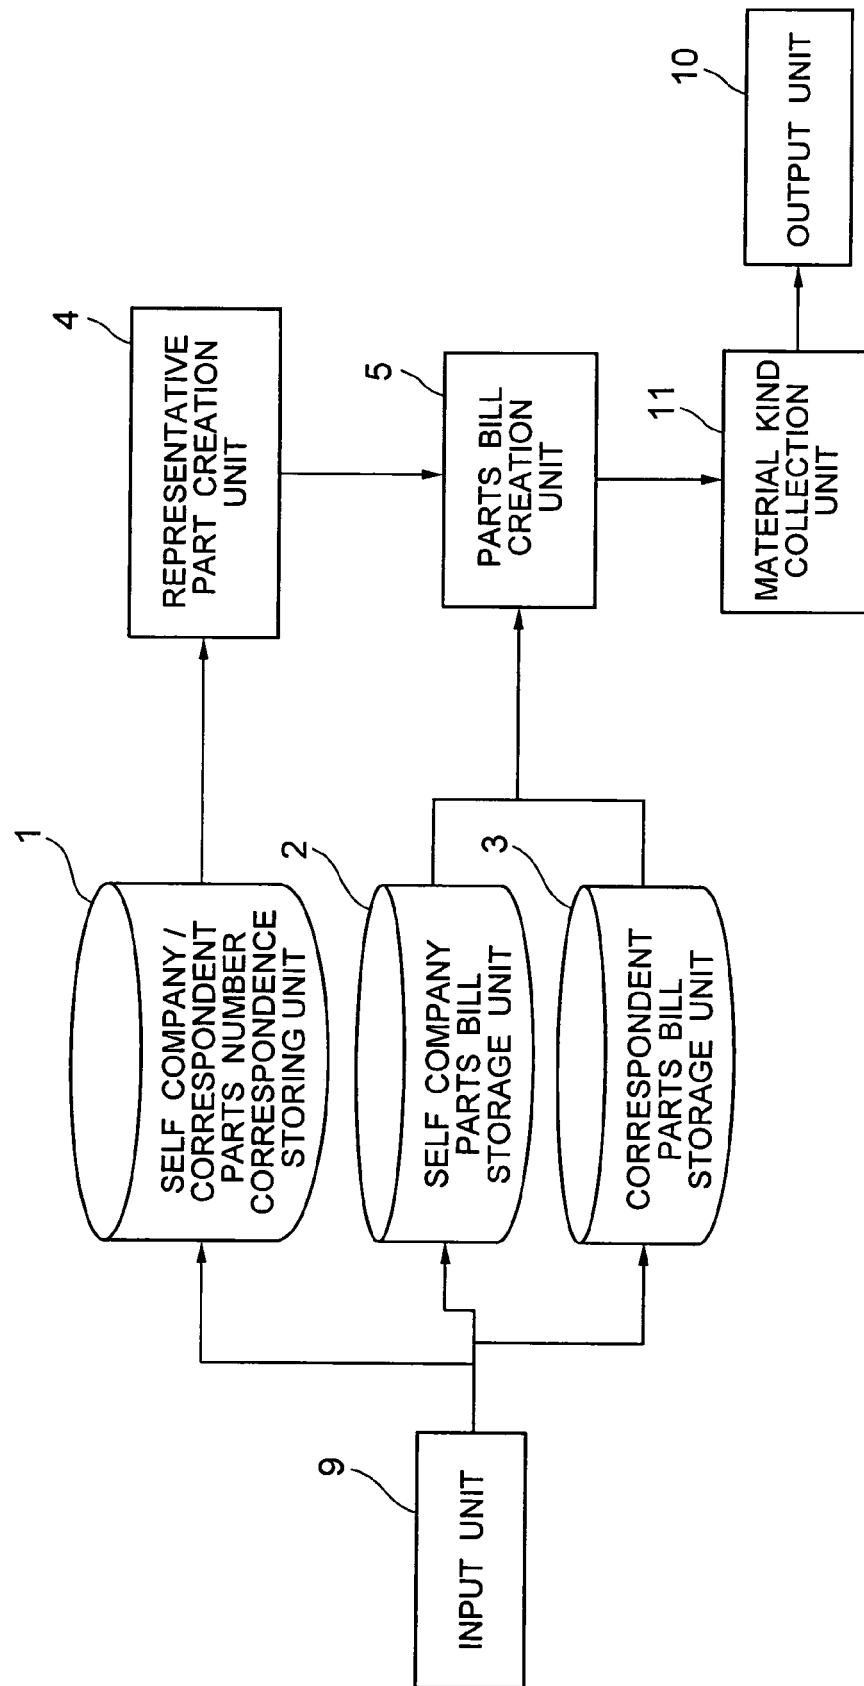 9
INPUT UNIT
1
SELF COMPANY /
CORRESPONDENT
PARTS NUMBER
CORRESPONDENCE
STORING UNIT
2
SELF COMPANY
PARTS BILL
STORAGE UNIT
3
CORRESPONDENT
PARTS BILL
STORAGE UNIT
4
REPRESENTATIVE
PART CREATION
UNIT
5
PARTS BILL
CREATION
UNIT
11
MATERIAL KIND
COLLECTION
UNIT
10
OUTPUT UNIT